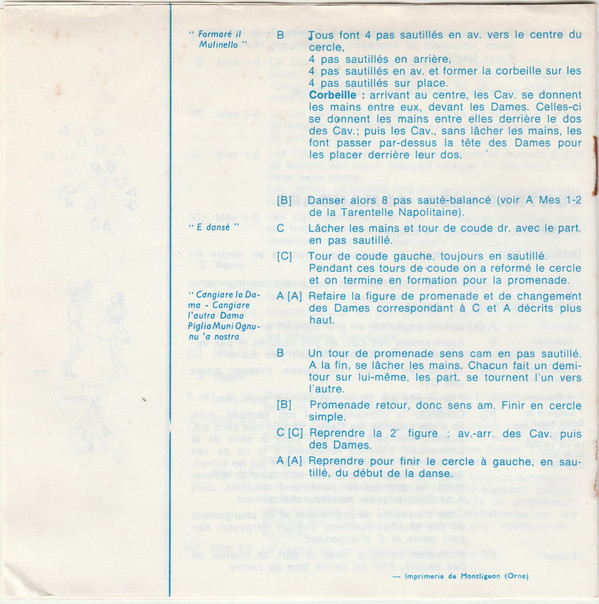 " Formaré il
Mulinello "
B Tous font 4 pas sautillés en av. vers le centre du
cercle,
4 pas sautillés en arrière,
4 pas sautillés en av. et former la corbeille sur les
4 pas sautillés sur place.
Corbeille : arrivant au centre, les Cav. se donnent
les mains entre eux, devant les Dames. Celles-ci
se donnent les mains entre elles derrière le dos
des Cav.; puis les Cav., sans lâcher les mains, les
font passer par-dessus la tête des Dames pour
les placer derrière leur dos.
[B] Danser alors 8 pas sauté-balancé (voir A Mes 1-2
de la Tarentelle Napolitaine).
" E dansè "
C Lâcher les mains et tour de coude dr. avec le part.
en pas sautillé.
[C] Tour de coude gauche, toujours en sautillé.
Pendant ces tours de coude on a reformé le cercle
et on termine en formation pour la promenade.
" Cangiare la Da-
ma - Cangiare
l'autra Dama
Piglia Muni Ognu-
nu 'a nostra
A [A] Refaire la figure de promenade et de changement
des Dames correspondant à C et A décrits plus
haut.
B Un tour de promenade sens cam en pas sautillé.
A la fin, se lâcher les mains. Chacun fait un demi-
tour sur lui-même, les part. se tournent l'un vers
l'autre.
[B] Promenade retour, donc sens am. Finir en cercle
simple.
C [C] Reprendre la 2e figure : av.-arr. des Cav. puis
des Dames.
A [A] Reprendre pour finir le cercle à gauche, en sau-
tillé, du début de la danse.
— Imprimerie de Montligeon (Orne)